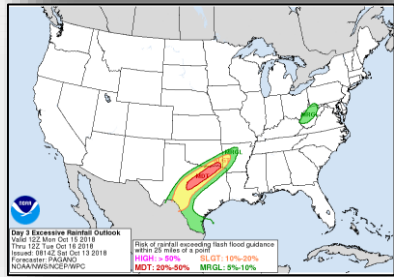 MRGL
MRGL
SLGT
MDT
noaa
Day 3 Excessive Rainfall Outlook
Valid 12Z Mon Oct 15 2018
Thru 12Z Tue Oct 16 2018
Issued: 0814Z Sat Oct 13 2018
Forecaster: PAGANO
NOAA/NWS/NCEP/WPC
Risk of rainfall exceeding flash flood guidance
within 25 miles of a point
HIGH: > 50% SLGT: 10%-20%
MDT: 20%-50% MRGL: 5%-10%